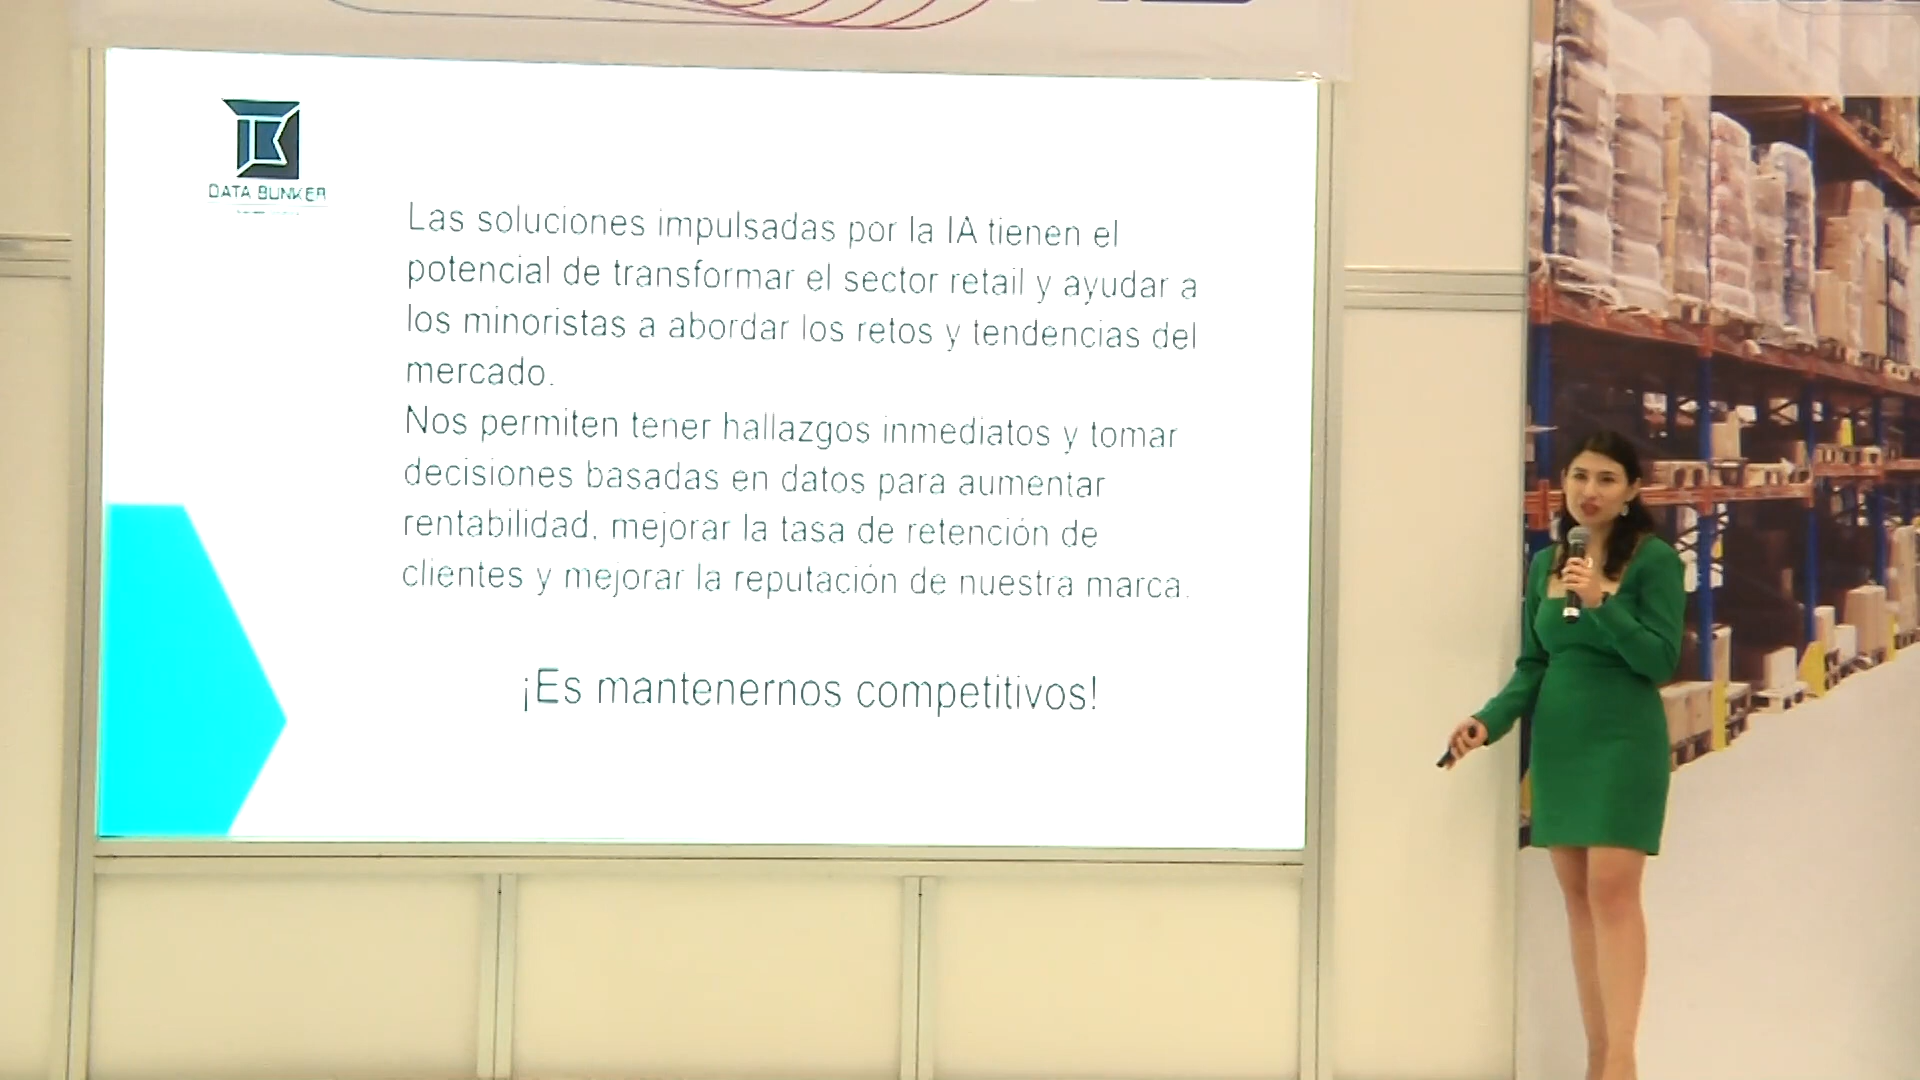 DATA BUNKER
Las soluciones impulsadas por la IA tienen el
potencial de transformar el sector retail y ayudar a
los minoristas a abordar los retos y tendencias del
mercado.
Nos permiten tener hallazgos inmediatos y tomar
decisiones basadas en datos para aumentar
rentabilidad, mejorar la tasa de retención de
clientes y mejorar la reputación de nuestra marca.
¡Es mantenernos competitivos!